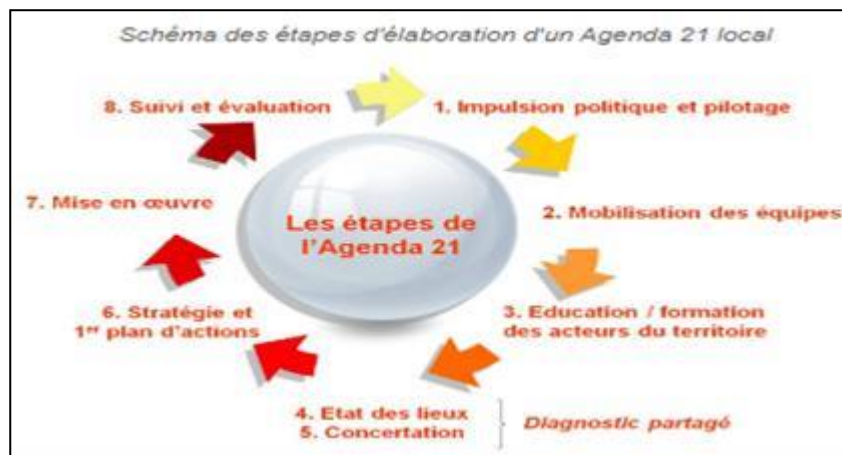 Schéma des étapes d'élaboration d'un Agenda 21 local
8. Suivi et évaluation
1. Impulsion politique et pilotage
7. Mise en œuvre
Les étapes de
l'Agenda 21
2. Mobilisation des équipes
6. Stratégie et
1er plan d'actions
3. Education / formation
des acteurs du territoire
4. Etat des lieux
5. Concertation
Diagnostic partagé